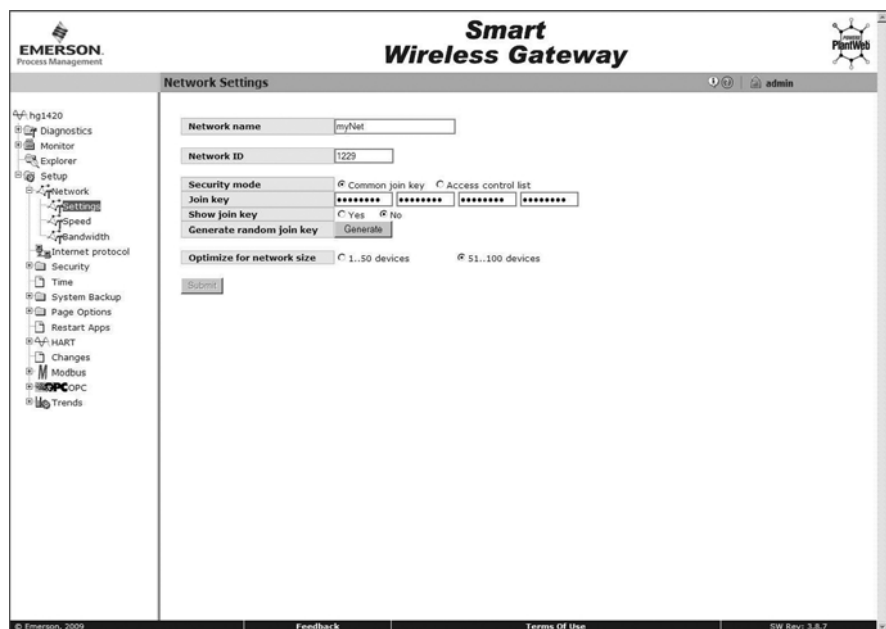 EMERSON.
Process Management
Smart
Wireless Gateway
POWERING
PlantWeb
Network Settings
admin
hg1420
Diagnostics
Monitor
Explorer
Setup
Network
Settings
Speed
Bandwidth
Internet protocol
Security
Time
System Backup
Page Options
Restart Apps
HART
Changes
Modbus
OPC OPC
Trends
Network name myNet
Network ID 1229
Security mode Common join key Access control list
Join key •••••••• •••••••• •••••••• ••••••••
Show join key Yes No
Generate random join key Generate
Optimize for network size 1..50 devices 51..100 devices
Submit
© Emerson, 2009 Feedback Terms Of Use SW Rev: 3.8.7